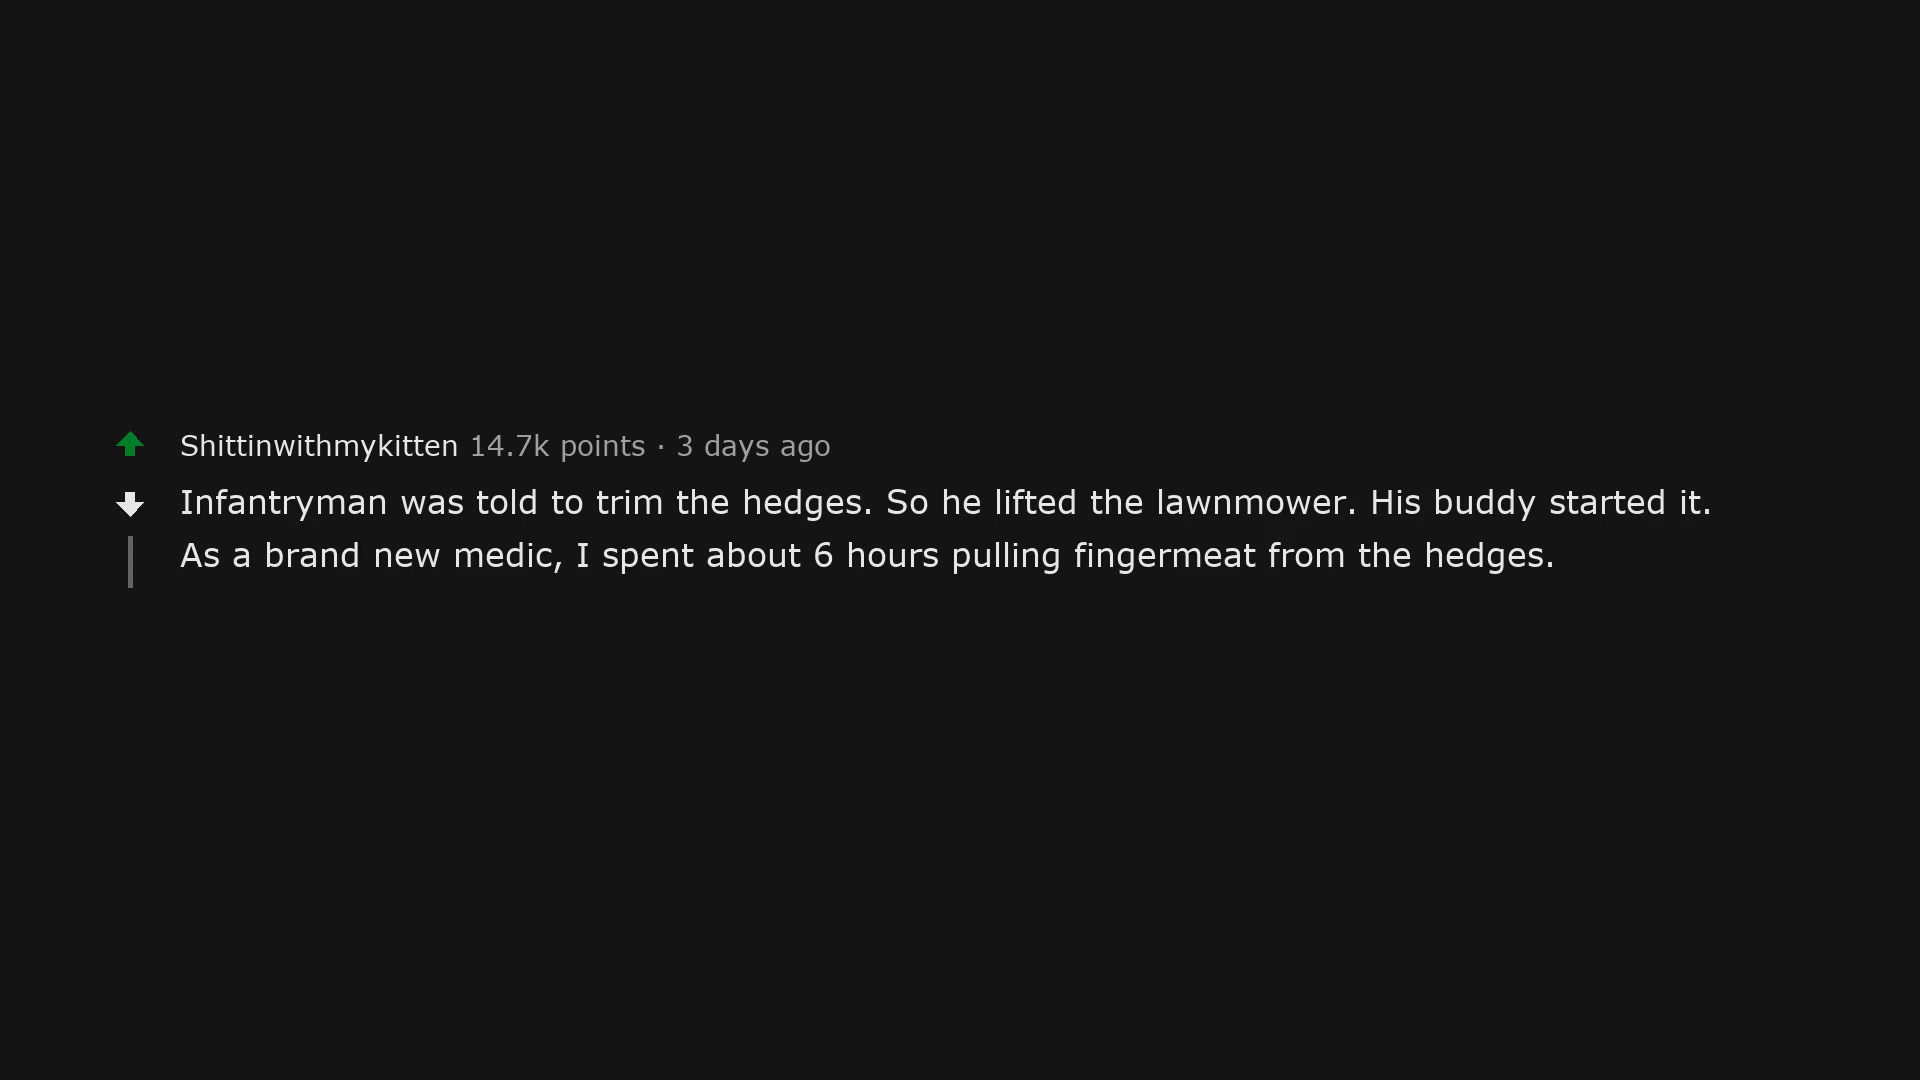 Shittinwithmykitten 14.7k points · 3 days ago
Infantryman was told to trim the hedges. So he lifted the lawnmower. His buddy started it.
As a brand new medic, I spent about 6 hours pulling fingermeat from the hedges.